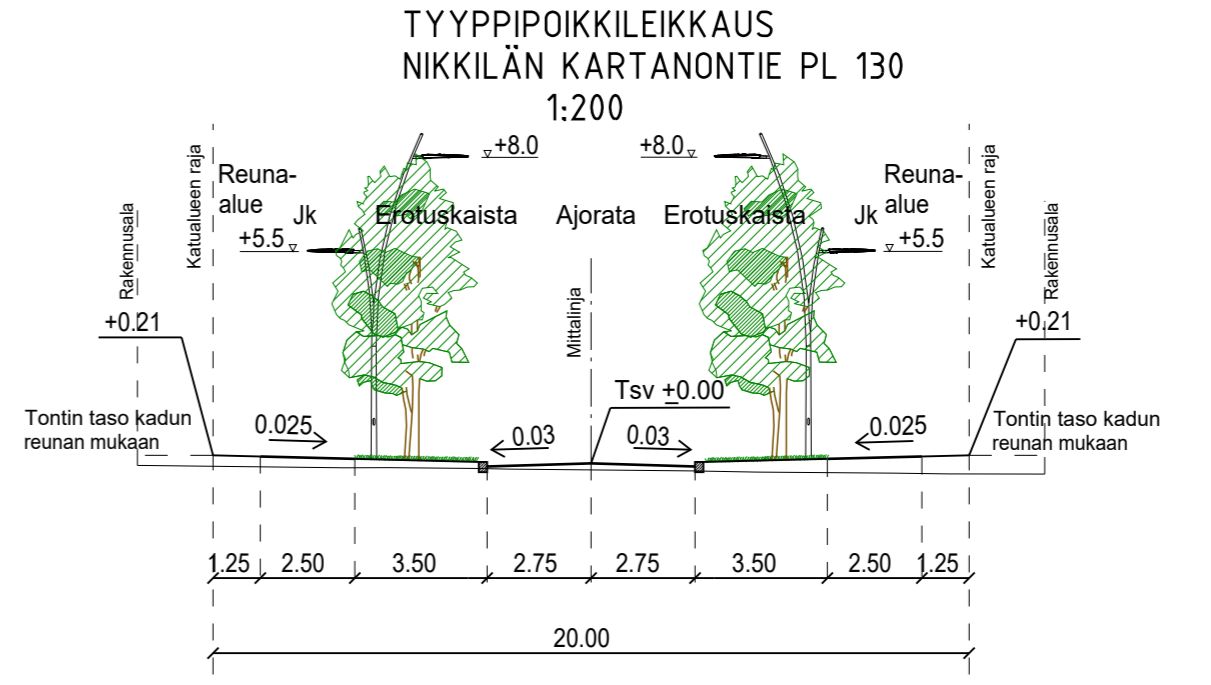 TYYPPIPOIKKILEIKKAUS
NIKKILÄN KARTANONTIE PL 130
1:200
Rakennusala
Katualueen raja
Reuna-
alue
Jk
Erotuskaista
Ajorata
Erotuskaista
Jk
Reuna-
alue
Katualueen raja
Rakennusala
+8.0
+8.0
+5.5
+5.5
+0.21
+0.21
Mittalinja
Tsv ±0.00
Tontin taso kadun
reunan mukaan
0.025
0.03
0.03
0.025
Tontin taso kadun
reunan mukaan
1.25
2.50
3.50
2.75
2.75
3.50
2.50
1.25
20.00